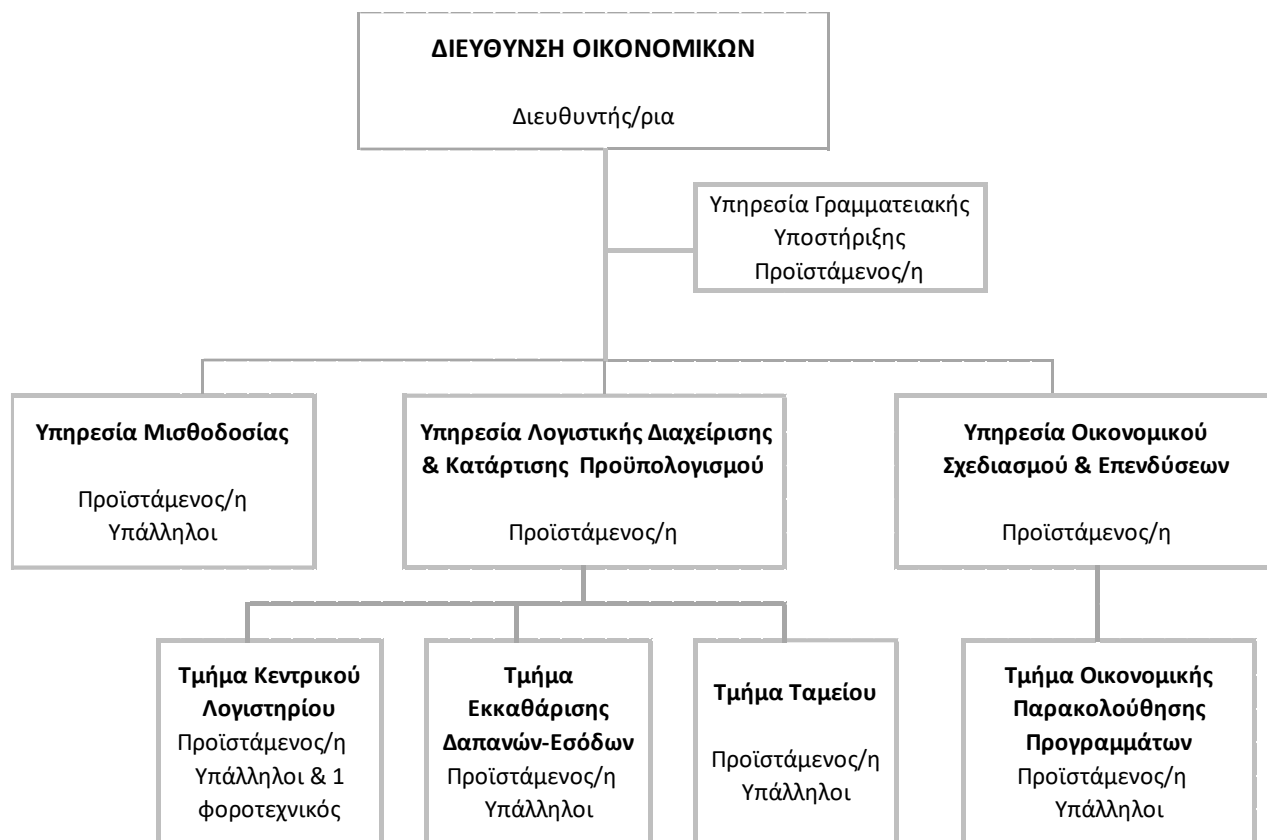 ΔΙΕΥΘΥΝΣΗ ΟΙΚΟΝΟΜΙΚΩΝ
Διευθυντής/ρια
Υπηρεσία Γραμματειακής
Υποστήριξης
Προϊστάμενος/η
Υπηρεσία Μισθοδοσίας
Προϊστάμενος/η
Υπάλληλοι
Υπηρεσία Λογιστικής Διαχείρισης
& Κατάρτισης Προϋπολογισμού
Προϊστάμενος/η
Υπηρεσία Οικονομικού
Σχεδιασμού & Επενδύσεων
Προϊστάμενος/η
Τμήμα Κεντρικού
Λογιστηρίου
Προϊστάμενος/η
Υπάλληλοι & 1
φοροτεχνικός
Τμήμα
Εκκαθάρισης
Δαπανών-Εσόδων
Προϊστάμενος/η
Υπάλληλοι
Τμήμα Ταμείου
Προϊστάμενος/η
Υπάλληλοι
Τμήμα Οικονομικής
Παρακολούθησης
Προγραμμάτων
Προϊστάμενος/η
Υπάλληλοι